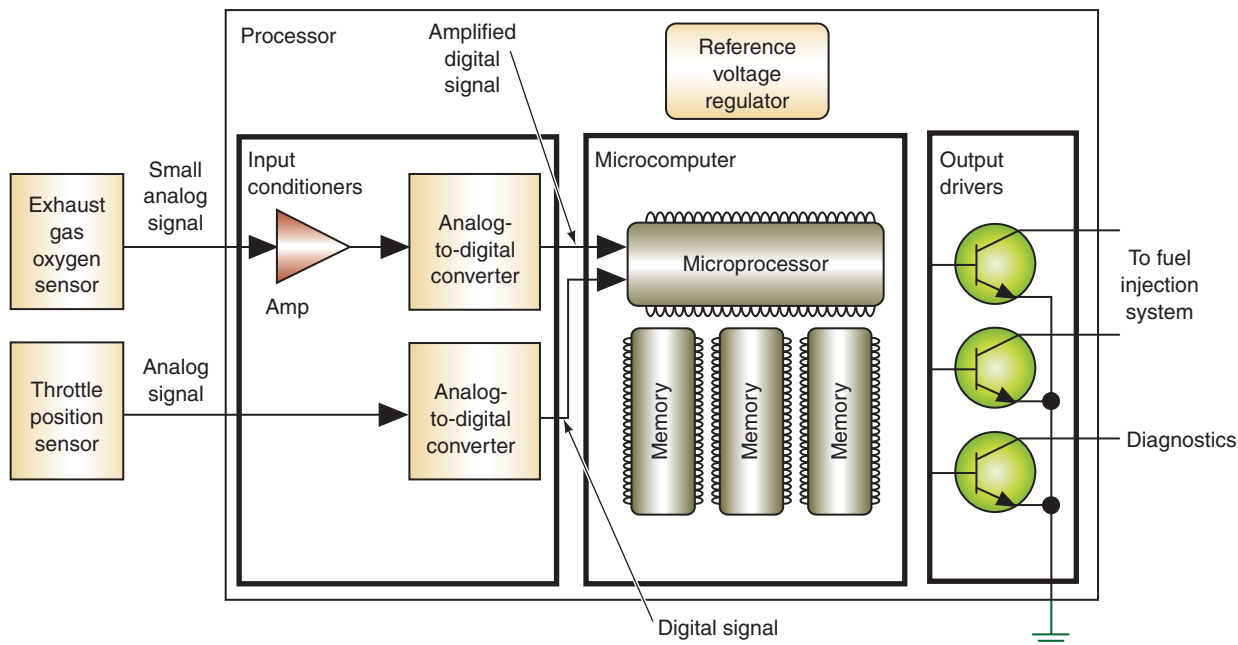 Processor
Amplified
digital
signal
Reference
voltage
regulator
Input
conditioners
Microcomputer
Output
drivers
Small
analog
signal
Exhaust
gas
oxygen
sensor
Amp
Analog-
to-digital
converter
Microprocessor
To fuel
injection
system
Throttle
position
sensor
Analog
signal
Analog-
to-digital
converter
Memory
Memory
Memory
Diagnostics
Digital signal